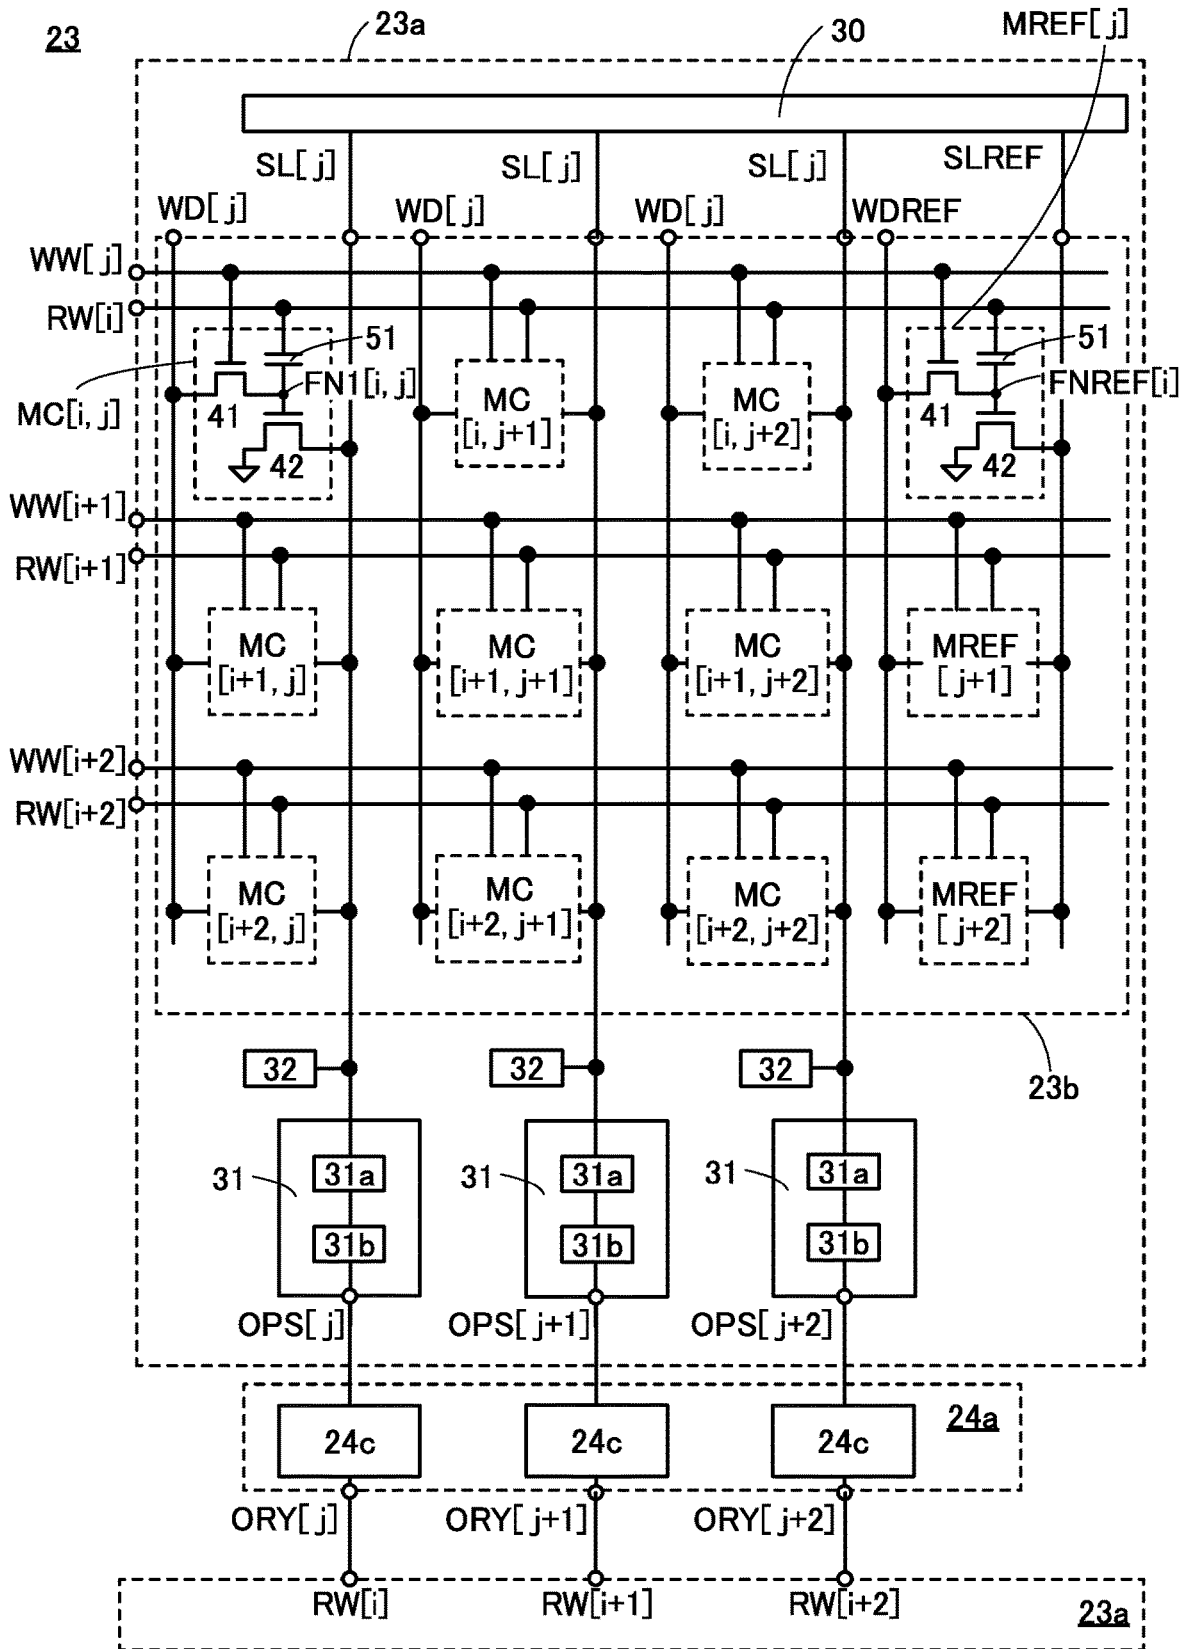 23
23a
30
MREF[j]
SL[j]
SL[j]
SL[j]
SLREF
WD[j]
WD[j]
WD[j]
WDREF
WW[j]
RW[i]
51
51
FN1[i, j]
FNREF[i]
MC[i, j]
41
42
MC
[i, j+1]
MC
[i, j+2]
41
42
WW[i+1]
RW[i+1]
MC
[i+1, j]
MC
[i+1, j+1]
MC
[i+1, j+2]
MREF
[j+1]
WW[i+2]
RW[i+2]
MC
[i+2, j]
MC
[i+2, j+1]
MC
[i+2, j+2]
MREF
[j+2]
32
32
32
23b
31
31a
31b
31
31a
31b
31
31a
31b
OPS[j]
OPS[j+1]
OPS[j+2]
24c
24c
24c
24a
ORY[j]
ORY[j+1]
ORY[j+2]
RW[i]
RW[i+1]
RW[i+2]
23a